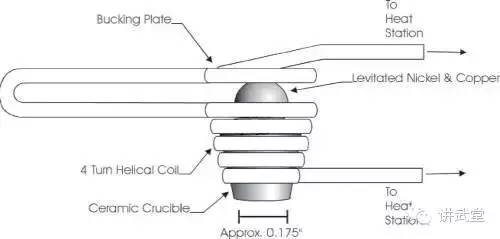 Bucking Plate
To
Heat
Station
Levitated Nickel & Copper
4 Turn Helical Coil
Ceramic Crucible
To
Heat
Station
Approx. 0.175"
讲武堂